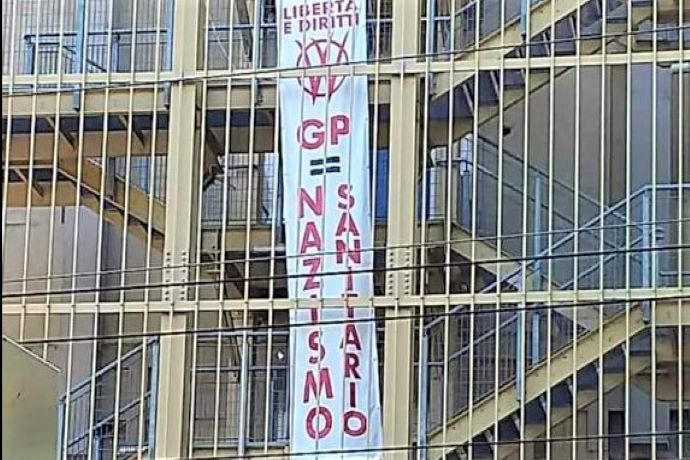 LIBERTÀ
E DIRITTI
GP
=
NAZISMO
SANITARIO